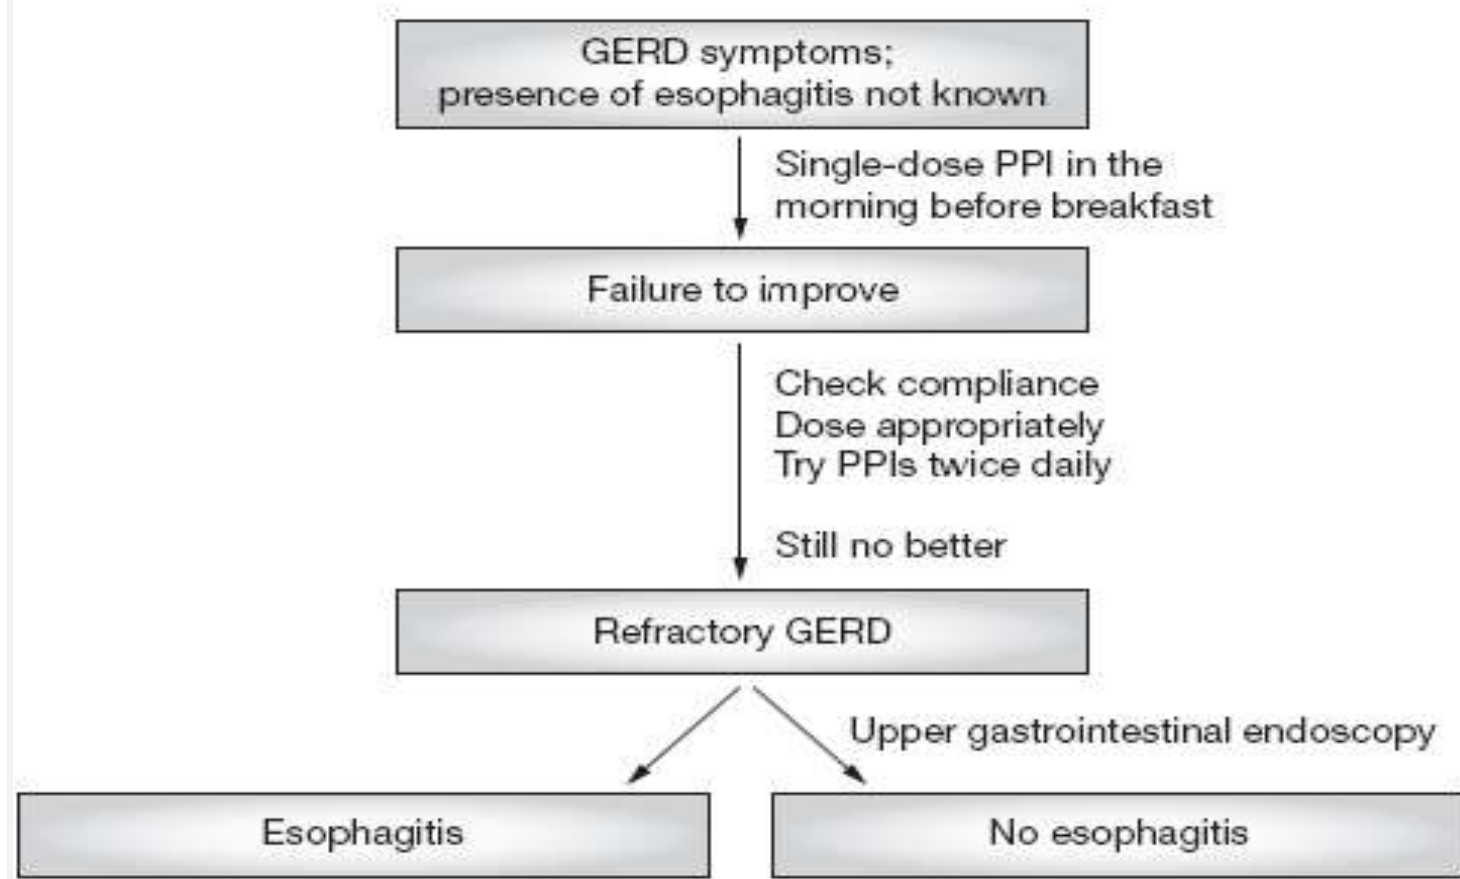 GERD symptoms;
presence of esophagitis not known
Single-dose PPI in the
morning before breakfast
Failure to improve
Check compliance
Dose appropriately
Try PPIs twice daily
Still no better
Refractory GERD
Upper gastrointestinal endoscopy
Esophagitis
No esophagitis